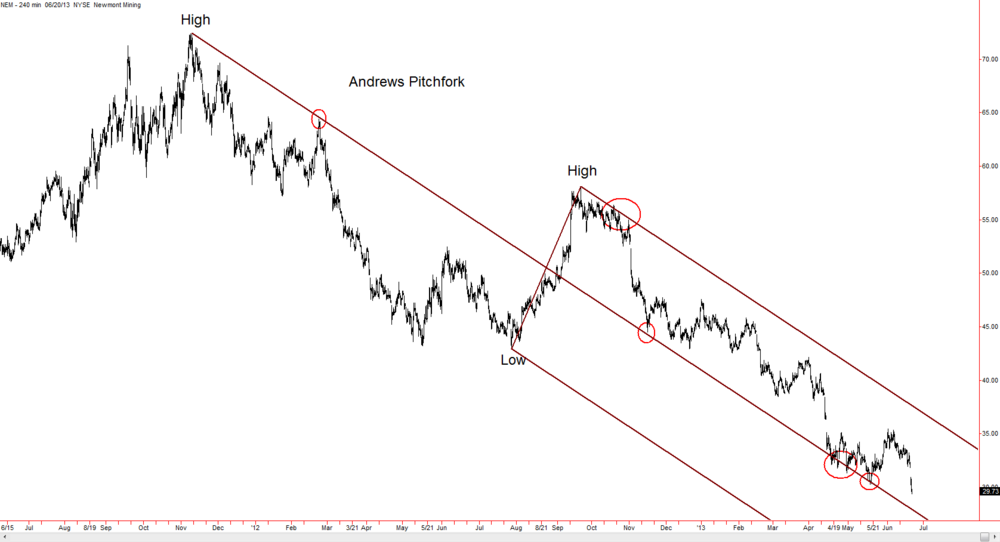 NEM - 240 min 06/20/13 NYSE Newmont Mining
High
Andrews Pitchfork
High
Low
70.00
65.00
60.00
55.00
50.00
45.00
40.00
35.00
30.00
29.73
6/15 Jul Aug 8/19 Sep Oct Nov Dec '12 Feb Mar 3/21 Apr May 5/21 Jun Jul Aug 8/21 Sep Oct Nov Dec '13 Feb Mar Apr 4/19 May 5/21 Jun Jul